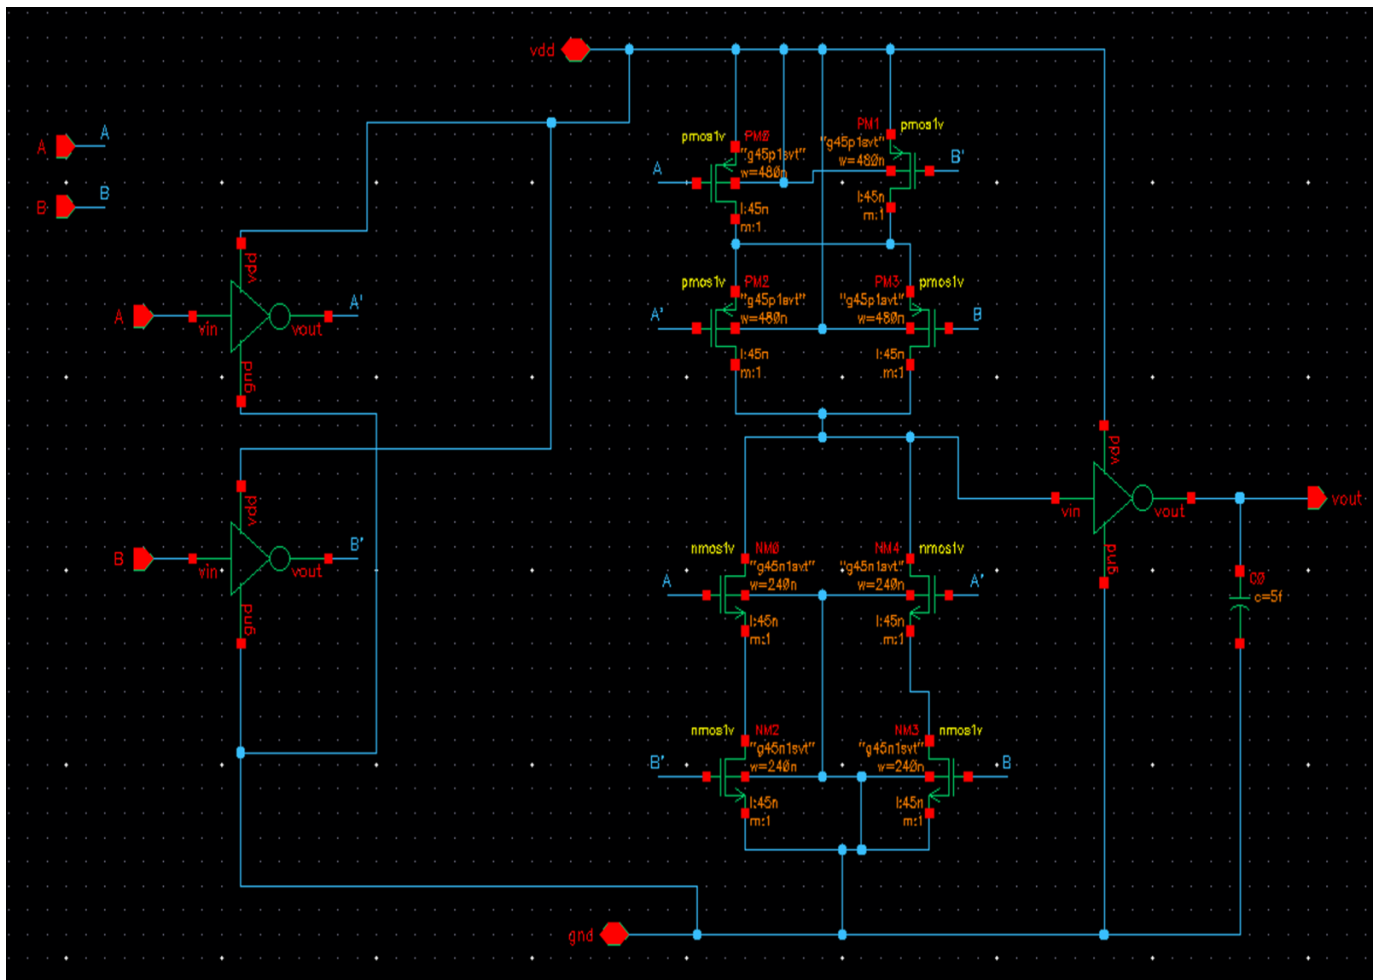 vdd
A
A
B
B
pmos1v
PM0
"g45p1svt"
w=480n
l:45n
m:1
A
PM1
pmos1v
"g45p1svt"
w=480n
l:45n
m:1
B'
vdd
A
vin
vout
A'
gnd
pmos1v
PM2
"g45p1svt"
w=480n
l:45n
m:1
A'
PM3
pmos1v
"g45p1svt"
w=480n
l:45n
m:1
B
vdd
B
vin
vout
B'
gnd
vdd
vin
vout
gnd
vout
C0
c=5f
nmos1v
NM0
"g45n1svt"
w=240n
l:45n
m:1
A
NM4
nmos1v
"g45n1svt"
w=240n
l:45n
m:1
A'
nmos1v
NM2
"g45n1svt"
w=240n
l:45n
m:1
B'
NM3
nmos1v
"g45n1svt"
w=240n
l:45n
m:1
B
gnd